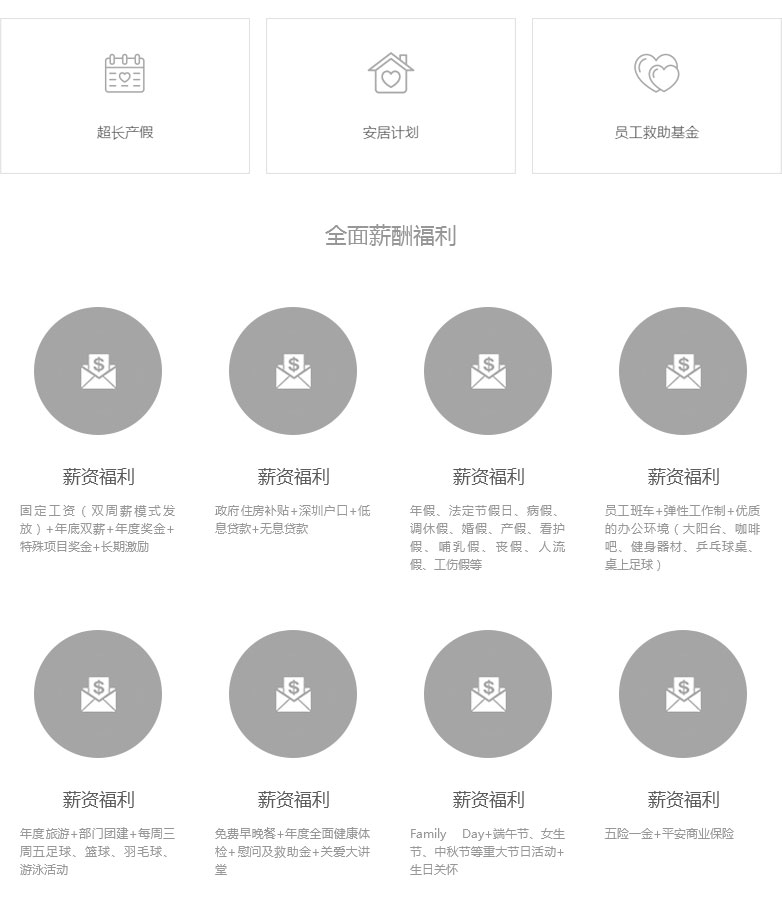 超长产假
安居计划
员工救助基金
全面薪酬福利
薪资福利
固定工资（双周薪模式发
放）+年底双薪+年度奖金+
特殊项目奖金+长期激励
薪资福利
政府住房补贴+深圳户口+低
息贷款+无息贷款
薪资福利
年假、法定节假日、病假、
调休假、婚假、产假、看护
假、哺乳假、丧假、人流
假、工伤假等
薪资福利
员工班车+弹性工作制+优质
的办公环境（大阳台、咖啡
吧、健身器材、乒乓球桌、
桌上足球）
薪资福利
年度旅游+部门团建+每周三
周五足球、篮球、羽毛球、
游泳活动
薪资福利
免费早晚餐+年度全面健康体
检+慰问及救助金+关爱大讲
堂
薪资福利
Family Day+端午节、女生
节、中秋节等重大节日活动+
生日关怀
薪资福利
五险一金+平安商业保险